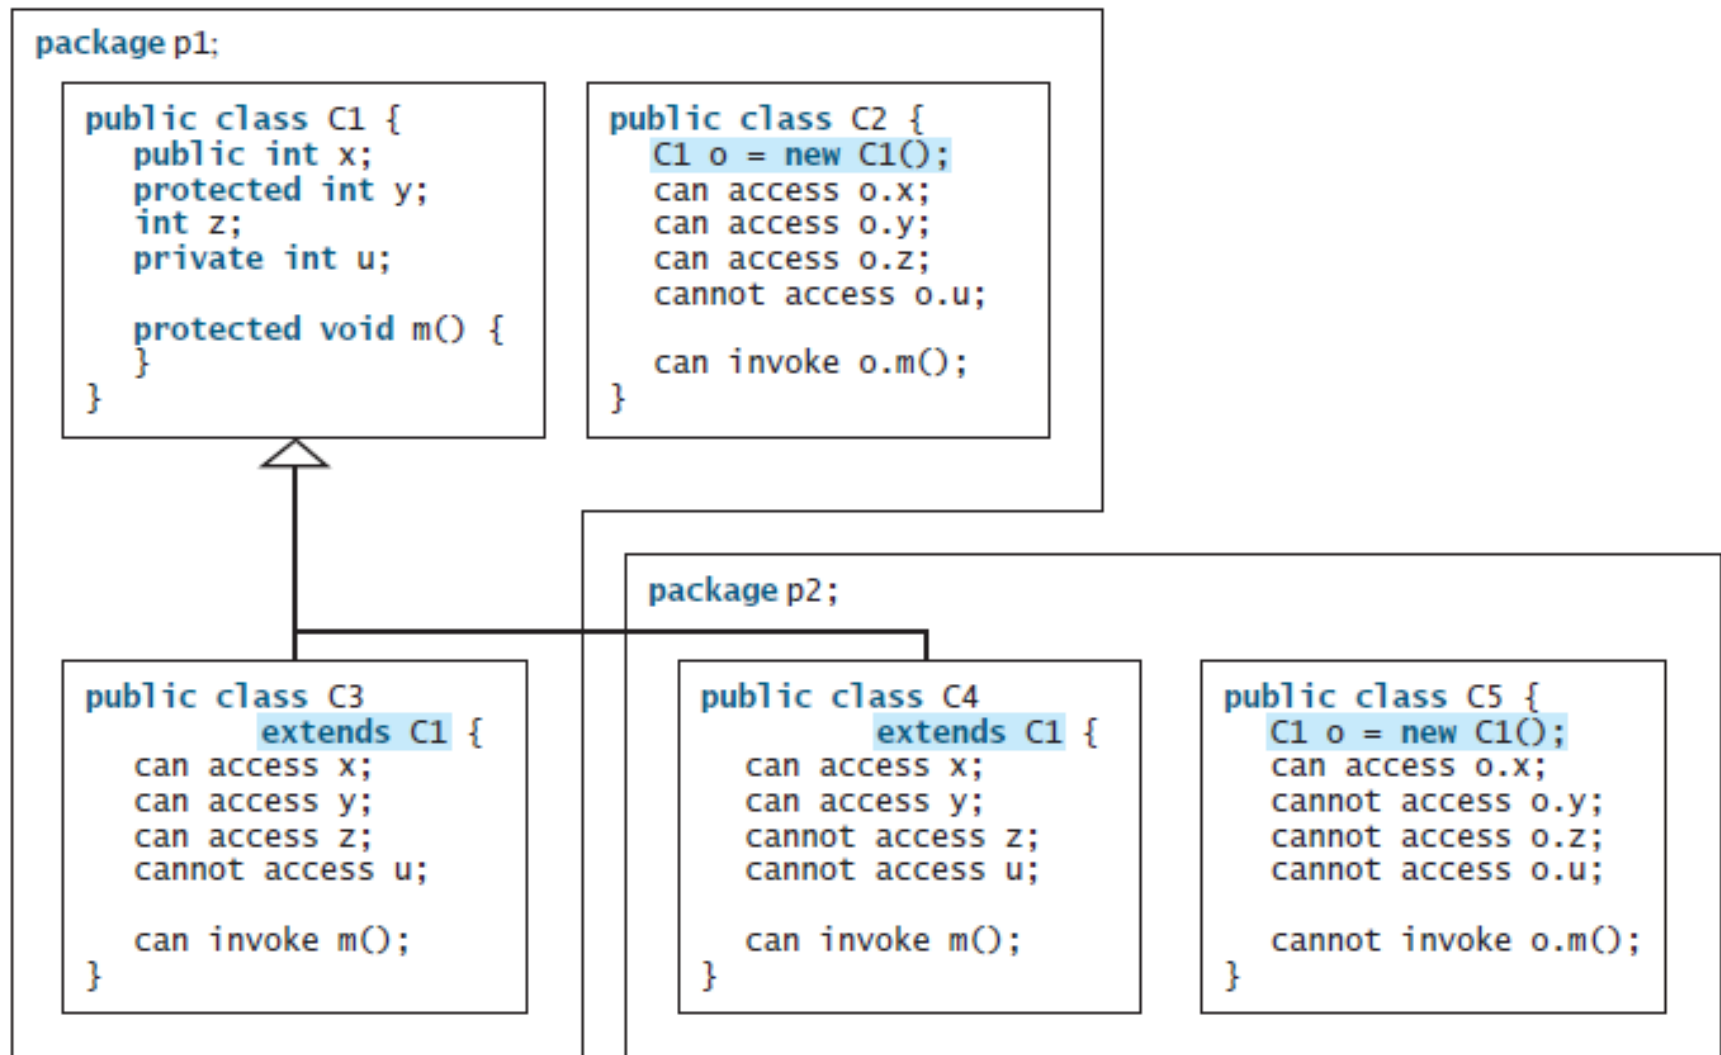 package p1;
public class C1 {
public int x;
protected int y;
int z;
private int u;
protected void m() {
}
}
public class C2 {
C1 o = new C1();
can access o.x;
can access o.y;
can access o.z;
cannot access o.u;
can invoke o.m();
}
public class C3
extends C1 {
can access x;
can access y;
can access z;
cannot access u;
can invoke m();
}
package p2;
public class C4
extends C1 {
can access x;
can access y;
cannot access z;
cannot access u;
can invoke m();
}
public class C5 {
C1 o = new C1();
can access o.x;
cannot access o.y;
cannot access o.z;
cannot access o.u;
cannot invoke o.m();
}